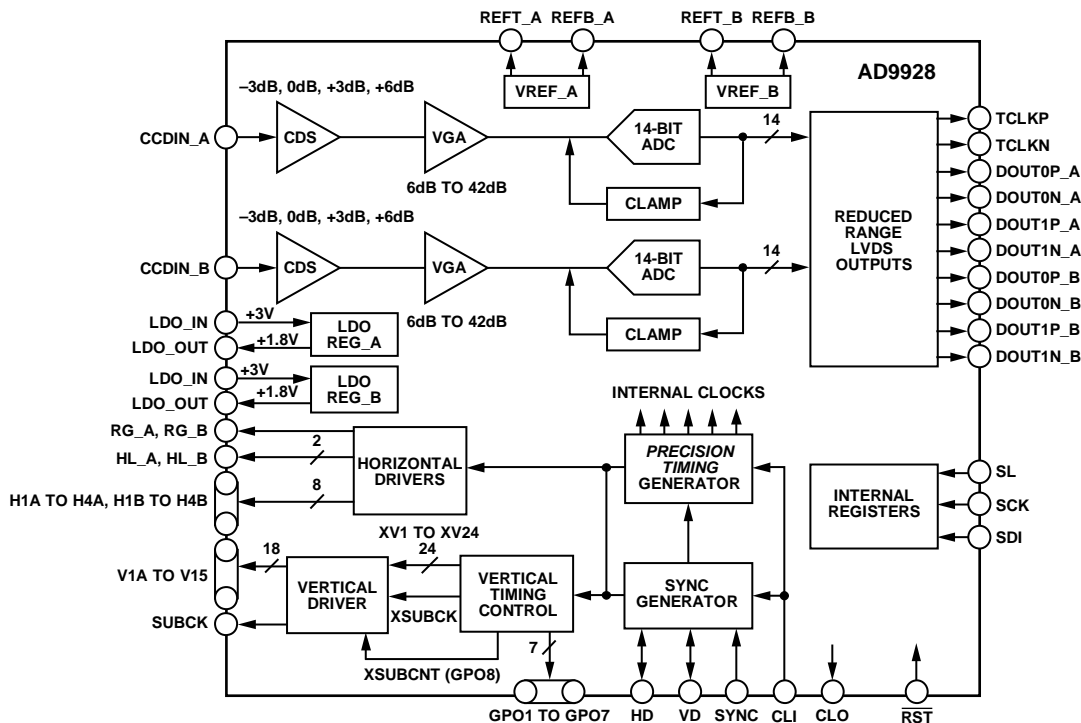 REFT_A REFB_A REFT_B REFB_B
AD9928
VREF_A VREF_B
–3dB, 0dB, +3dB, +6dB
CCDIN_A
CDS
VGA
6dB TO 42dB
14-BIT
ADC
14
CLAMP
–3dB, 0dB, +3dB, +6dB
CCDIN_B
CDS
VGA
6dB TO 42dB
14-BIT
ADC
14
CLAMP
REDUCED
RANGE
LVDS
OUTPUTS
TCLKP
TCLKN
DOUT0P_A
DOUT0N_A
DOUT1P_A
DOUT1N_A
DOUT0P_B
DOUT0N_B
DOUT1P_B
DOUT1N_B
LDO_IN
+3V
LDO
REG_A
LDO_OUT
+1.8V
LDO_IN
+3V
LDO
REG_B
LDO_OUT
+1.8V
RG_A, RG_B
HL_A, HL_B
2
H1A TO H4A, H1B TO H4B
8
HORIZONTAL
DRIVERS
INTERNAL CLOCKS
PRECISION
TIMING
GENERATOR
INTERNAL
REGISTERS
SL
SCK
SDI
XV1 TO XV24
V1A TO V15
18
24
VERTICAL
DRIVER
XSUBCK
VERTICAL
TIMING
CONTROL
SYNC
GENERATOR
SUBCK
XSUBCNT (GPO8)
7
GPO1 TO GPO7 HD VD SYNC CLI CLO RST